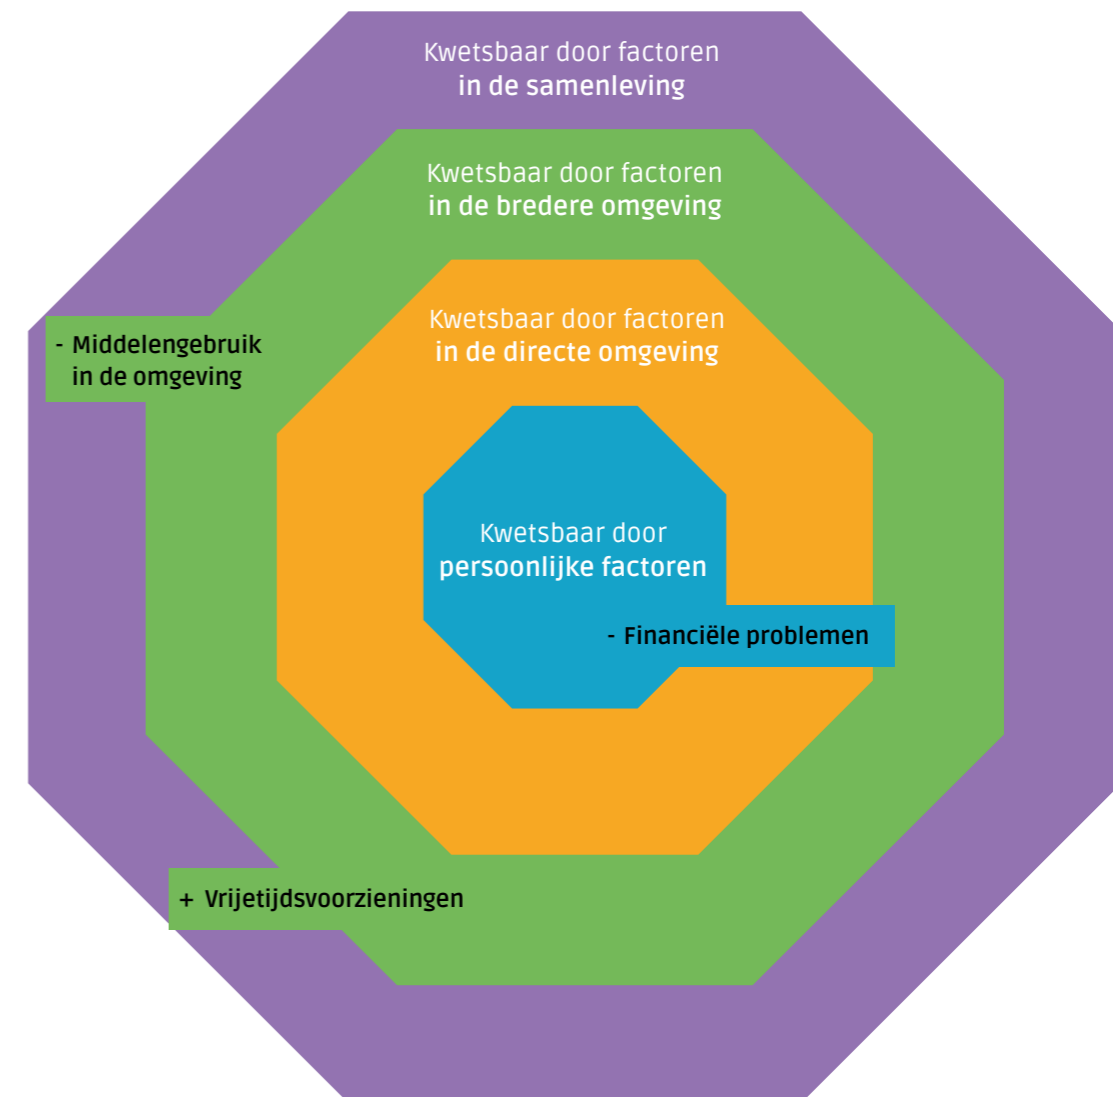 Kwetsbaar door factoren
in de samenleving
Kwetsbaar door factoren
in de bredere omgeving
Kwetsbaar door factoren
in de directe omgeving
- Middelengebruik
in de omgeving
Kwetsbaar door
persoonlijke factoren
- Financiële problemen
+ Vrijetijdsvoorzieningen